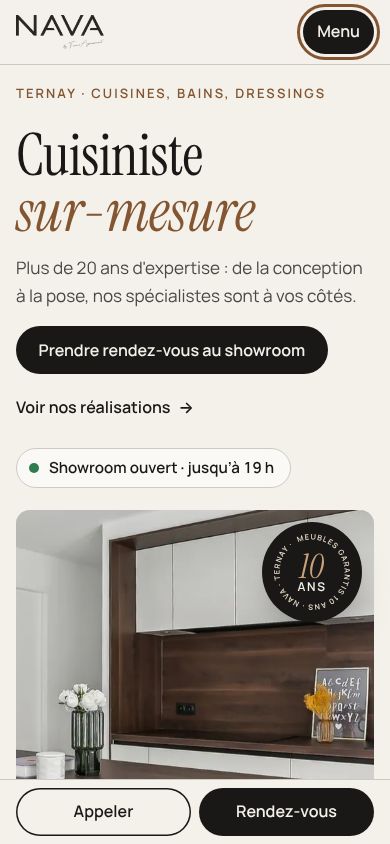 NAVA
Menu
TERNAY · CUISINES, BAINS, DRESSINGS
Cuisiniste
sur-mesure
Plus de 20 ans d'expertise : de la conception
à la pose, nos spécialistes sont à vos côtés.
Prendre rendez-vous au showroom
Voir nos réalisations →
Showroom ouvert · jusqu'à 19 h
MEUBLES GARANTIS 10 ANS · NAVA · TERNAY ·
10
ANS
Appeler
Rendez-vous